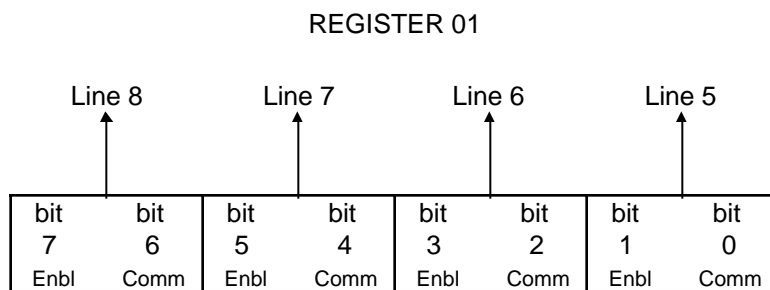 REGISTER 01
Line 8 Line 7 Line 6 Line 5
bit bit bit bit bit bit bit bit
7 6 5 4 3 2 1 0
Enbl Comm Enbl Comm Enbl Comm Enbl Comm